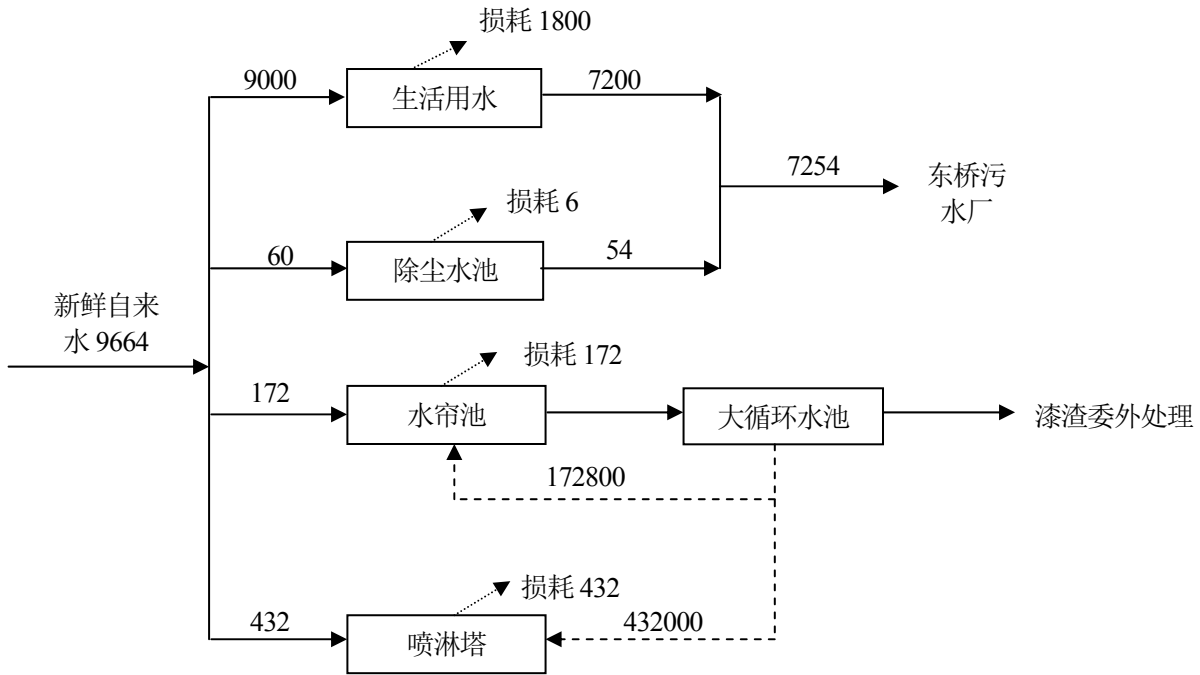 损耗 1800
9000
生活用水
7200
7254
东桥污
水厂
损耗 6
60
除尘水池
54
新鲜自来
水 9664
损耗 172
172
水帘池
大循环水池
漆渣委外处理
172800
损耗 432
432
喷淋塔
432000